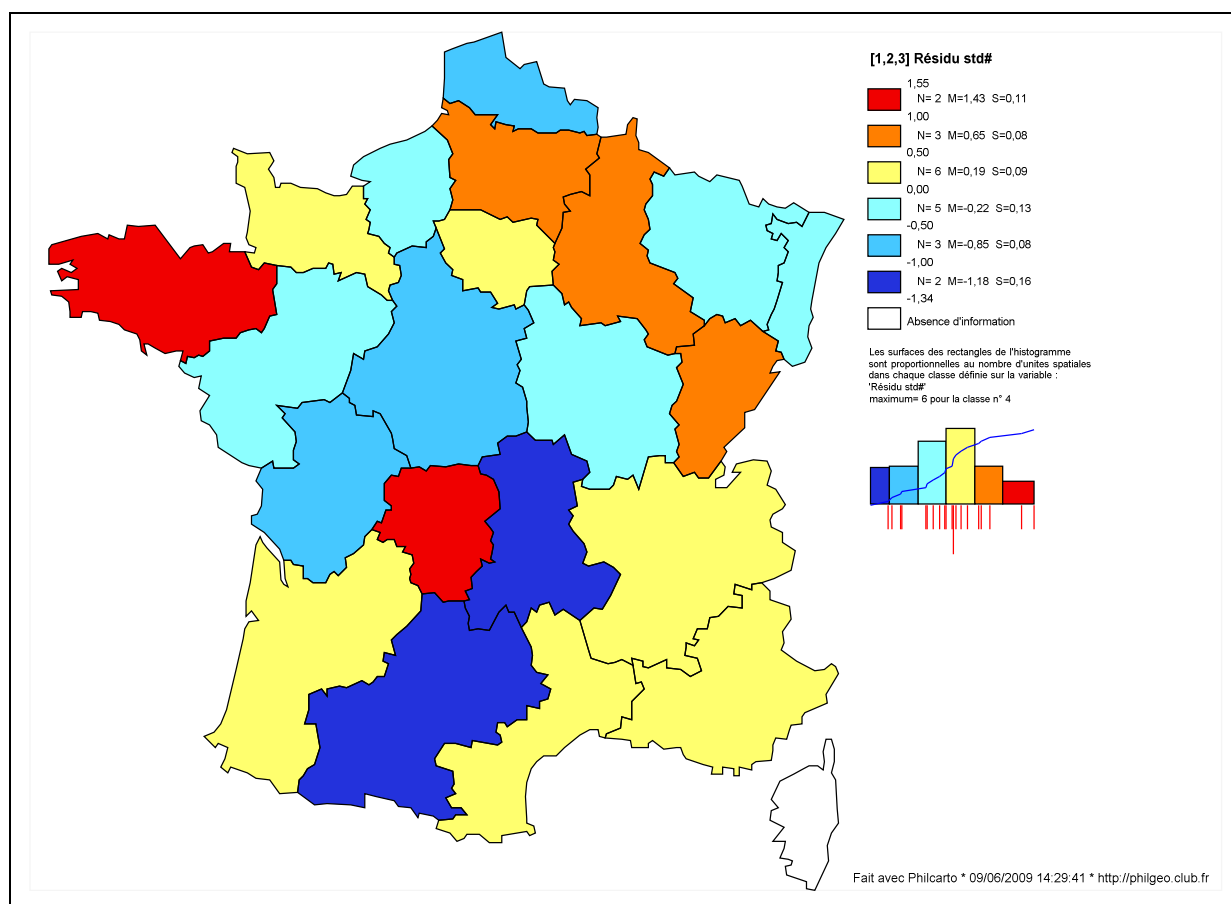 [1,2,3] Résidu std#
1,55
N= 2 M=1,43 S=0,11
1,00
N= 3 M=0,65 S=0,08
0,50
N= 6 M=0,19 S=0,09
0,00
N= 5 M=-0,22 S=0,13
-0,50
N= 3 M=-0,85 S=0,08
-1,00
N= 2 M=-1,18 S=0,16
-1,34
Absence d'information
Les surfaces des rectangles de l'histogramme
sont proportionnelles au nombre d'unites spatiales
dans chaque classe définie sur la variable :
'Résidu std#'
maximum= 6 pour la classe n° 4
Fait avec Philcarto * 09/06/2009 14:29:41 * http://philgeo.club.fr